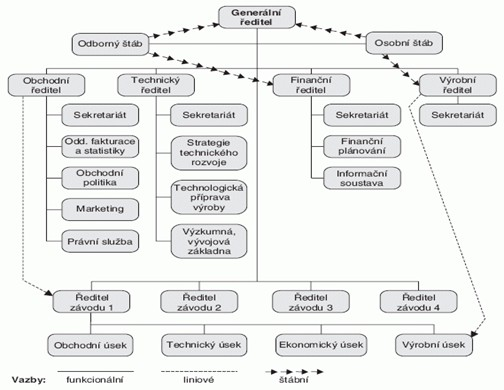 Generální
ředitel
Odborný štáb
Osobní štáb
Obchodní
ředitel
Technický
ředitel
Finanční
ředitel
Výrobní
ředitel
Sekretariát
Sekretariát
Sekretariát
Sekretariát
Odd. fakturace
a statistiky
Strategie
technického
rozvoje
Finanční
plánování
Obchodní
politika
Technologická
příprava
výroby
Informační
soustava
Marketing
Právní služba
Výzkumná,
vývojová
základna
Ředitel
závodu 1
Ředitel
závodu 2
Ředitel
závodu 3
Ředitel
závodu 4
Obchodní úsek
Technický úsek
Ekonomický úsek
Výrobní úsek
Vazby: funkcionální liniové štábní